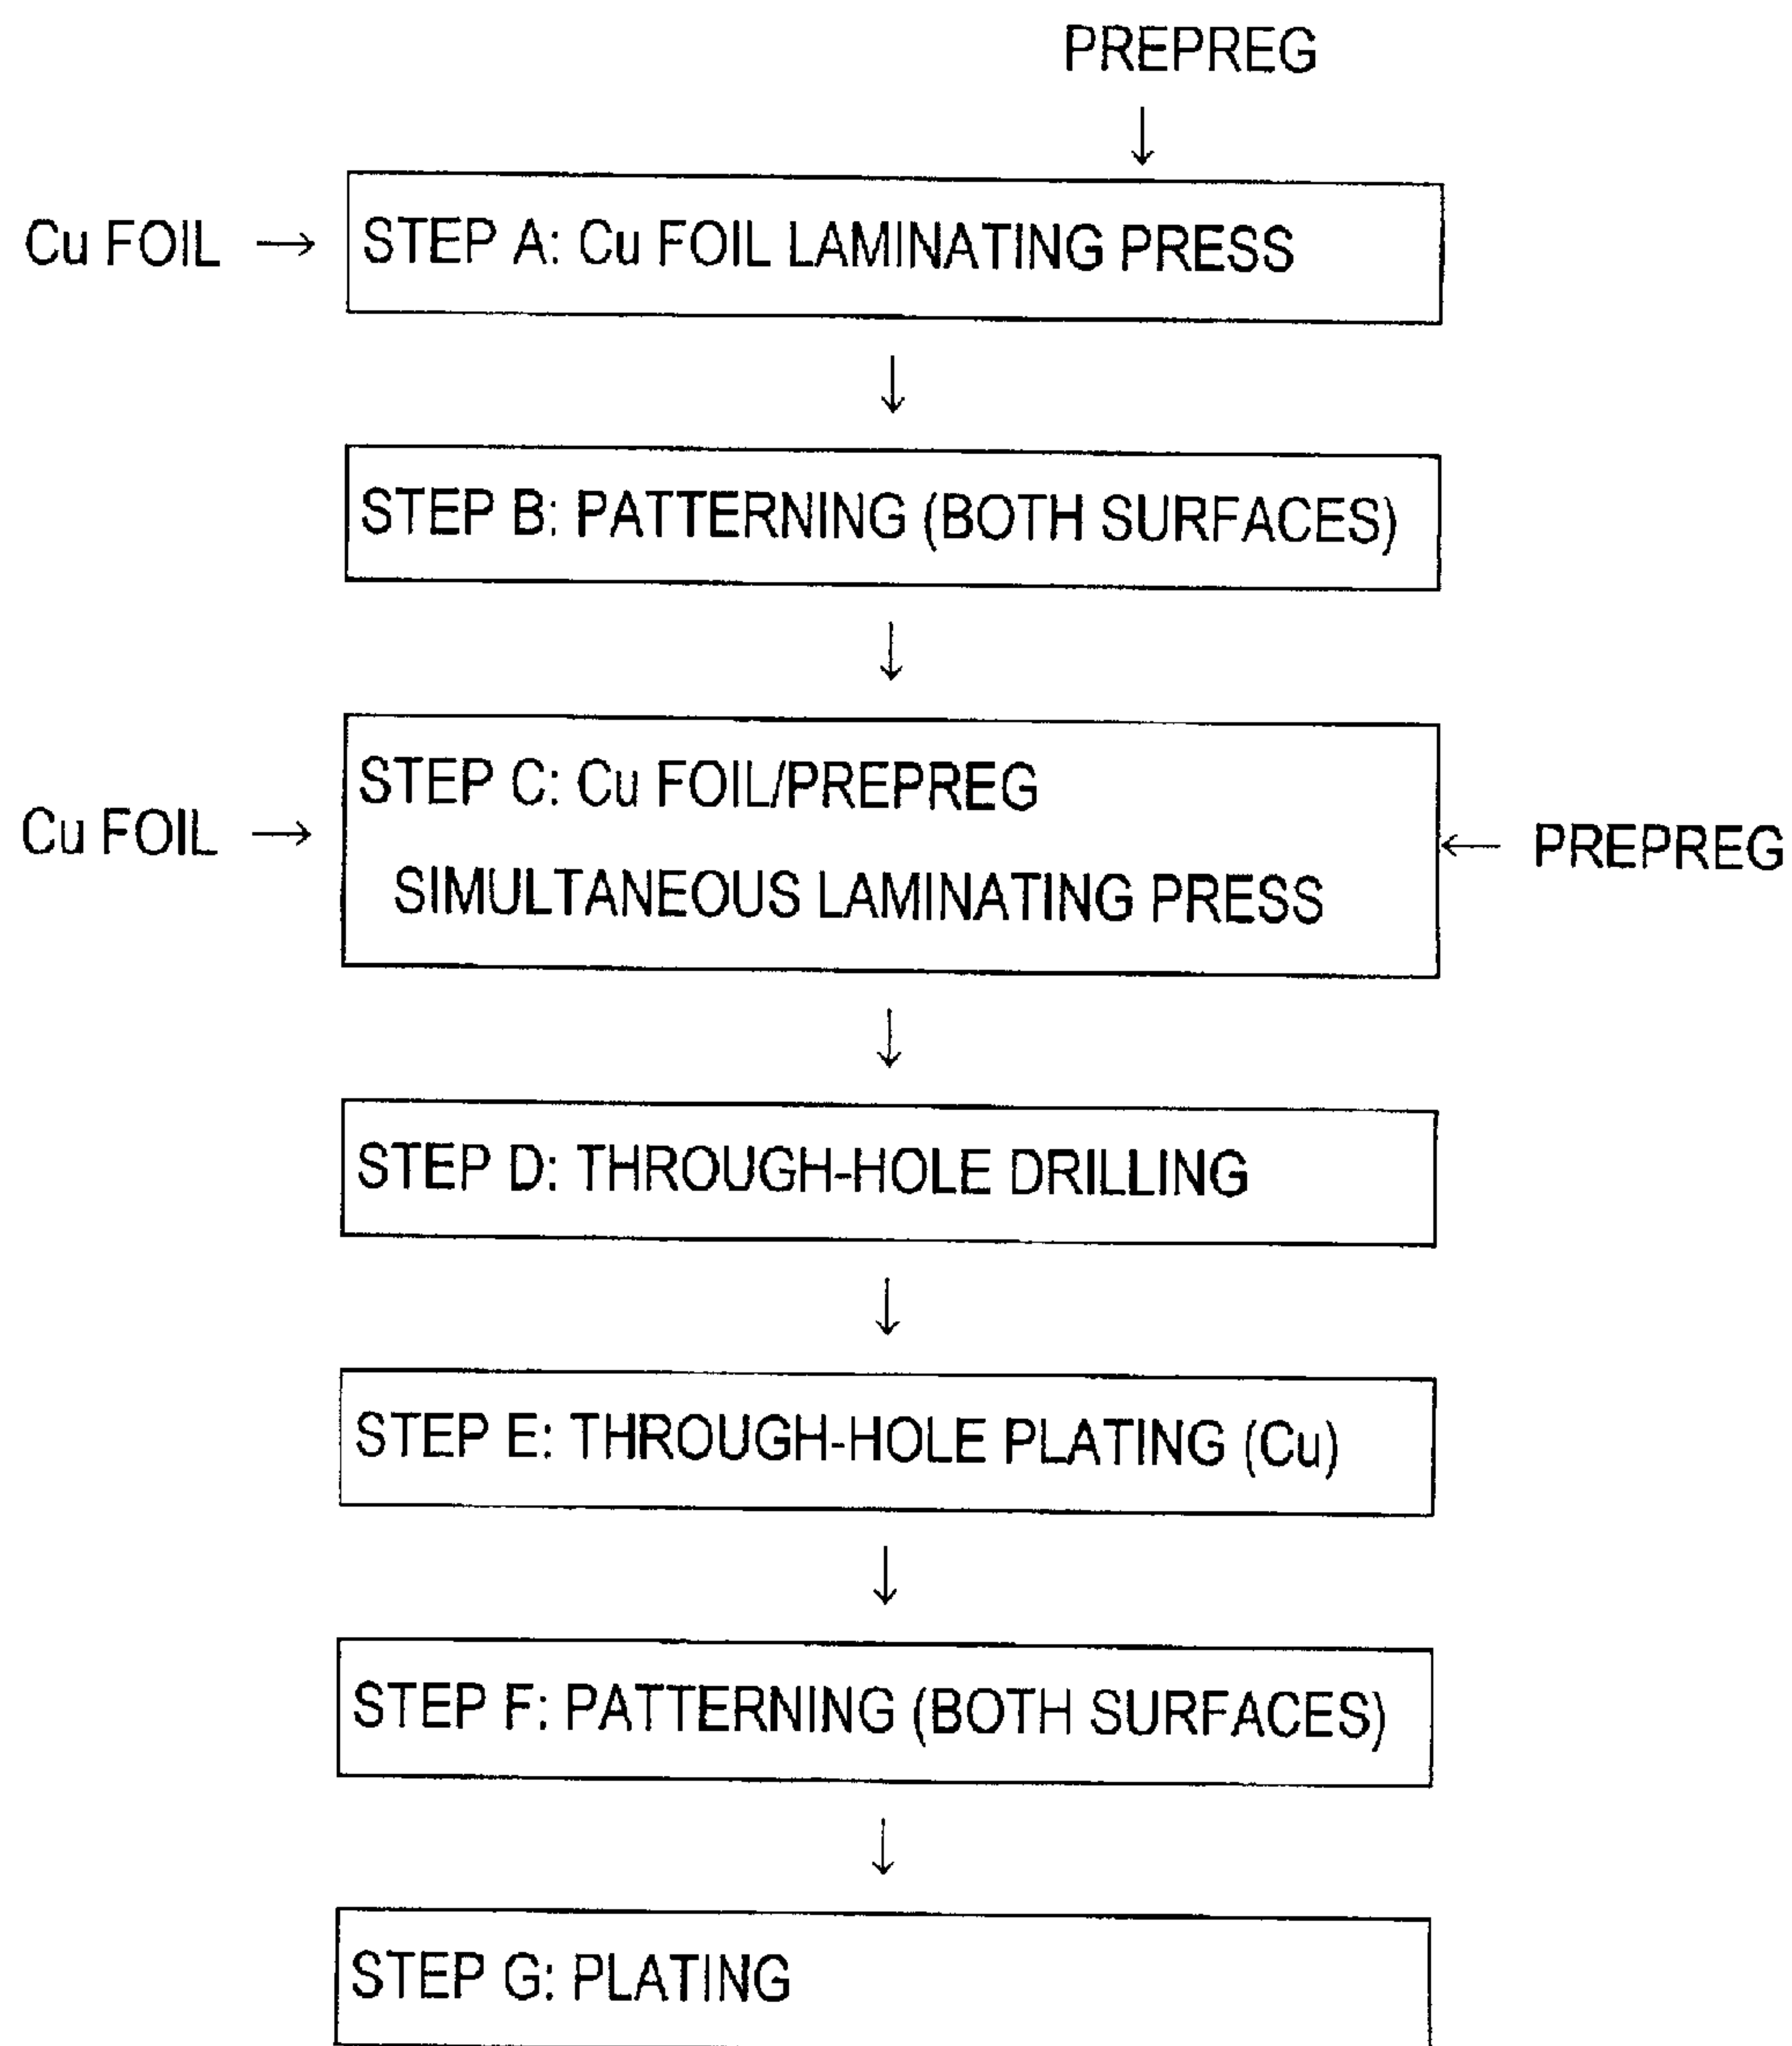 PREPREG
Cu FOIL → STEP A: Cu FOIL LAMINATING PRESS
STEP B: PATTERNING (BOTH SURFACES)
STEP C: Cu FOIL/PREPREG
Cu FOIL → ← PREPREG
SIMULTANEOUS LAMINATING PRESS
STEP D: THROUGH-HOLE DRILLING
STEP E: THROUGH-HOLE PLATING (Cu)
STEP F: PATTERNING (BOTH SURFACES)
STEP G: PLATING